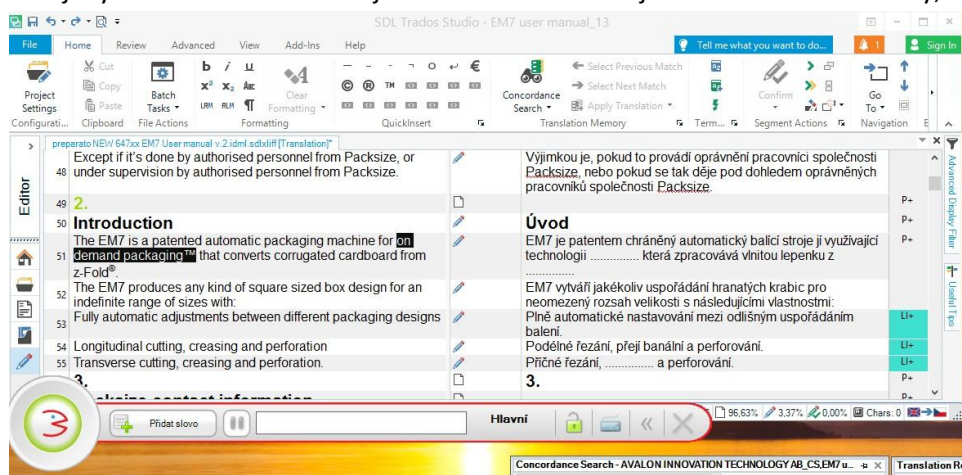 SDL Trados Studio - EM7 user manual_13
File Home Review Advanced View Add-Ins Help Tell me what you want to do... 1 Sign In
Project Settings
Cut
Copy
Paste
Batch Tasks
b i u
x² x₂ ABC
LRM RLM ¶
Clear Formatting
© ® TM
€
Concordance Search
Select Previous Match
Select Next Match
Apply Translation
Confirm
Go To
Configurati... Clipboard File Actions Formatting QuickInsert Translation Memory Term... Segment Actions Navigation
preparato NEW 647xx EM7 User manual v.2.idml.sdlxliff [Translation]*
Editor
Advanced Display Filter
Useful Tips
Except if it's done by authorised personnel from Packsize, or
48 under supervision by authorised personnel from Packsize.
Výjimkou je, pokud to provádí oprávnění pracovníci společnosti
Packsize, nebo pokud se tak děje pod dohledem oprávněných
pracovníků společnosti Packsize.
49 2. P+
50 Introduction Úvod P+
The EM7 is a patented automatic packaging machine for on
51 demand packaging™ that converts corrugated cardboard from
z-Fold®.
EM7 je patentem chráněný automatický balící stroje jí využívající P+
technologii .............. která zpracovává vlnitou lepenku z
..............
The EM7 produces any kind of square sized box design for an
52 indefinite range of sizes with:
EM7 vytváří jakékoliv uspořádání hranatých krabic pro
neomezený rozsah velikosti s následujícími vlastnostmi:
53 Fully automatic adjustments between different packaging designs
Plně automatické nastavování mezi odlišným uspořádáním LI+
balení.
54 Longitudinal cutting, creasing and perforation Podélné řezání, přejí banální a perforování. LI+
55 Transverse cutting, creasing and perforation. Příčné řezání, .............. a perforování. LI+
3. 3. P+
P+
3 Přidat slovo Hlavní
96,63% 3,37% 0,00% Chars: 0
Concordance Search - AVALON INNOVATION TECHNOLOGY AB_CS,EM7 u...